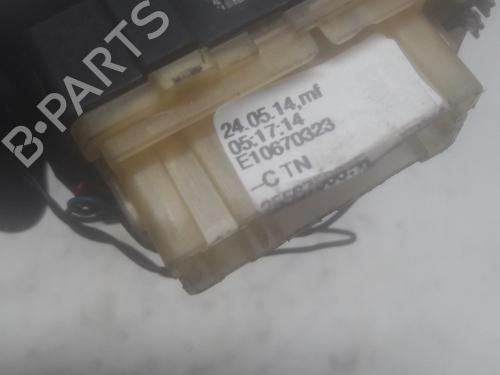 B-PARTS
24.05.14,mf
05:17:14
E10670323
-C TN